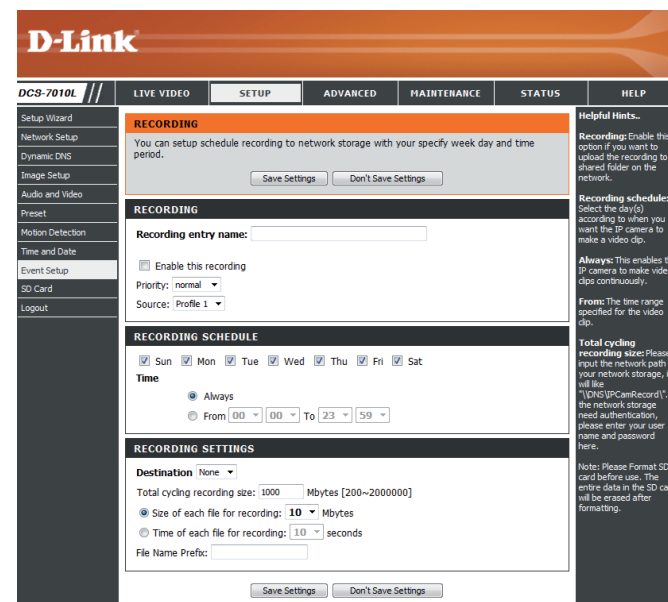 D-Link
DCS-7010L // LIVE VIDEO SETUP ADVANCED MAINTENANCE STATUS HELP
Setup Wizard
Network Setup
Dynamic DNS
Image Setup
Audio and Video
Preset
Motion Detection
Time and Date
Event Setup
SD Card
Logout
RECORDING
You can setup schedule recording to network storage with your specify week day and time
period.
Save Settings Don't Save Settings
RECORDING
Recording entry name:
Enable this recording
Priority: normal
Source: Profile 1
RECORDING SCHEDULE
Sun Mon Tue Wed Thu Fri Sat
Time
Always
From 00 00 To 23 59
RECORDING SETTINGS
Destination None
Total cycling recording size: 1000 Mbytes [200~2000000]
Size of each file for recording: 10 Mbytes
Time of each file for recording: 10 seconds
File Name Prefix:
Save Settings Don't Save Settings
Helpful Hints..
Recording: Enable this
option if you want to
upload the recording to
shared folder on the
network.
Recording schedule:
Select the day(s)
according to when you
want the IP camera to
make a video clip.
Always: This enables
IP camera to make
clips continuously.
From: The time range
specified for the video
clip.
Total cycling
recording size: Please
input the network path
your network storage,
will like
"\\DNS\IPCamRecord\".
the network storage
need authentication,
please enter your user
name and password
here.
Note: Please Format SD
card before use. The
entire data in the SD
will be erased after
formatting.